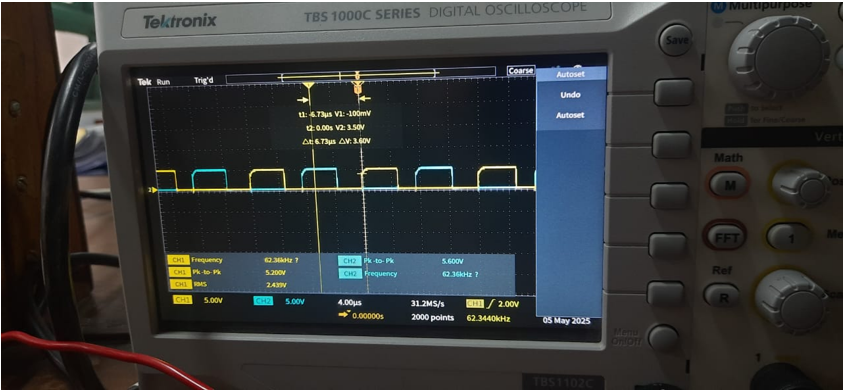 Tektronix
TBS 1000C SERIES DIGITAL OSCILLOSCOPE
Multipurpose
Save
Tek Run Trig'd
Coarse
Autoset
Undo
Autoset
t1: -6.73µs V1: -100mV
t2: 0.00s V2: 3.50V
△t: 6.73µs △V: 3.60V
CH1 Frequency 62.36kHz ?
CH2 Pk-to-Pk 5.600V
CH1 Pk-to-Pk 5.200V
CH2 Frequency 62.36kHz ?
CH1 RMS 2.439V
CH1 5.00V CH2 5.00V 4.00µs 31.2MS/s CH1 / 2.00V
0.00000s 2000 points 62.3440kHz
05 May 2025
Math
M
FFT
1
Ref
R
Menu
On/Off
1
TBS1102C